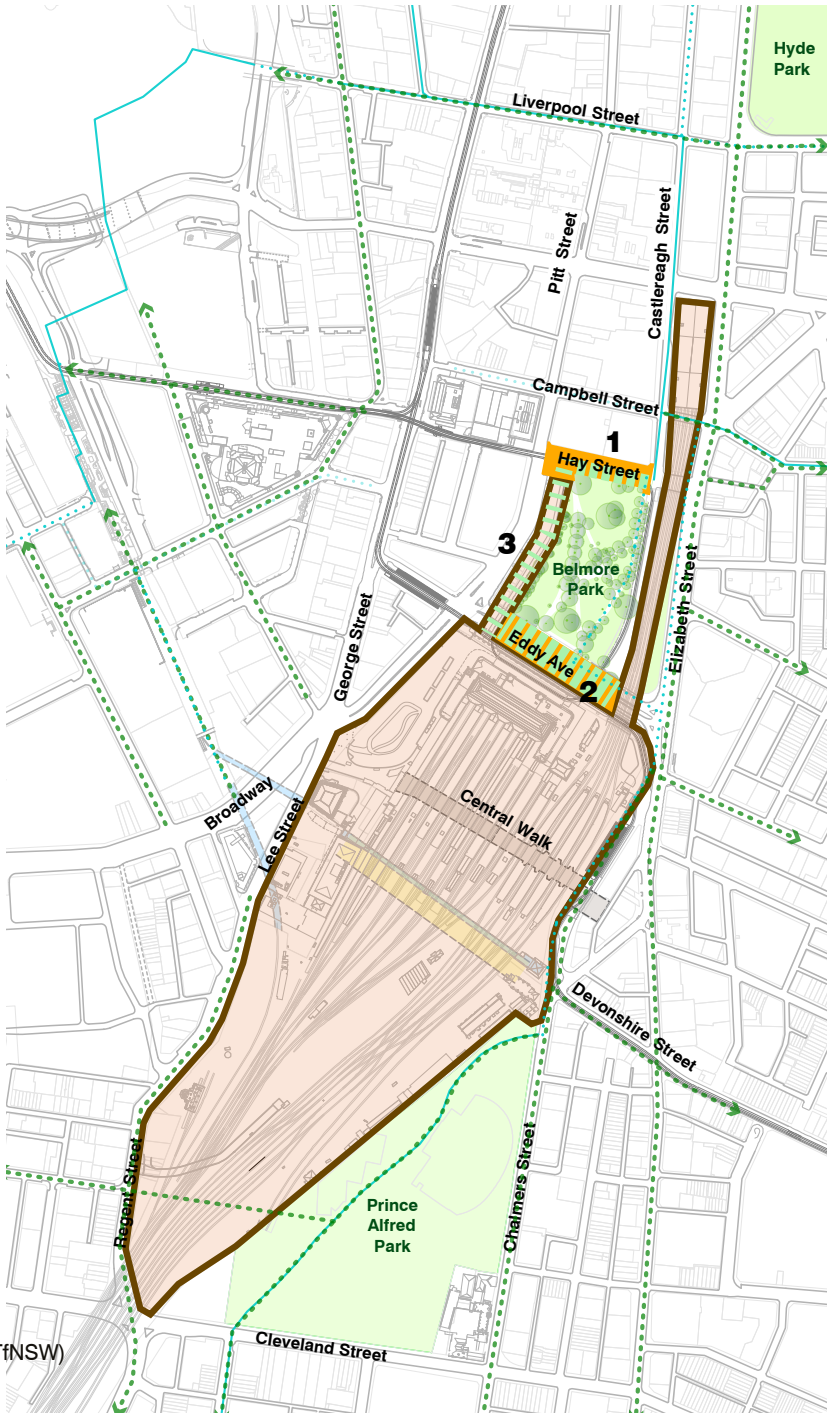 Hyde
Park
Liverpool Street
Castlereagh Street
Pitt Street
Campbell Street
1
Hay Street
3
Belmore
Park
Elizabeth Street
George Street
Eddy Ave
2
Broadway
Lee Street
Central Walk
Devonshire Street
Regent Street
Chalmers Street
Prince
Alfred
Park
Cleveland Street
fNSW)